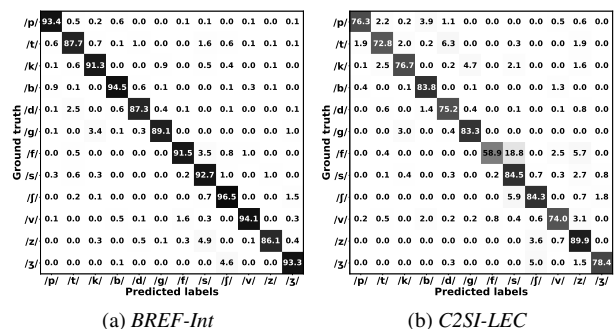 Ground truth
/p/ 93.4 0.5 0.2 0.6 0.0 0.1 0.0 0.0 0.0 0.1 0.0 0.0
/t/ 0.6 87.7 0.7 0.1 1.0 0.0 0.0 1.6 0.6 0.1 0.1 0.0
/k/ 0.1 0.6 91.3 0.0 0.0 0.9 0.0 0.5 0.4 0.0 0.1 0.0
/b/ 0.9 0.1 0.0 94.5 0.6 0.0 0.1 0.0 0.1 0.3 0.1 0.0
/d/ 0.1 2.5 0.0 0.6 87.3 0.4 0.1 0.1 0.0 0.1 0.0 0.1
/g/ 0.1 0.0 3.4 0.1 0.3 89.1 0.0 0.0 0.0 0.0 0.0 1.0
/f/ 0.0 0.5 0.0 0.0 0.0 0.1 91.5 3.5 0.8 1.0 0.0 0.0
/s/ 0.0 0.6 0.3 0.0 0.0 0.0 0.2 92.7 1.0 0.0 1.0 0.0
/ʃ/ 0.0 0.0 0.0 0.0 0.0 0.0 0.0 0.7 96.5 0.0 0.0 1.5
/v/ 0.1 0.0 0.0 0.5 0.1 0.0 1.6 0.3 0.0 94.1 0.3 0.0
/z/ 0.0 0.0 0.3 0.0 0.5 0.1 0.3 4.9 0.0 0.1 86.1 0.4
/ʒ/ 0.0 0.0 0.0 0.0 0.0 0.0 0.0 0.0 4.6 0.0 0.0 93.3
/p/ /t/ /k/ /b/ /d/ /g/ /f/ /s/ /ʃ/ /v/ /z/ /ʒ/
Predicted labels
(a) BREF-Int
Ground truth
/p/ 76.3 2.2 0.2 3.9 1.1 0.0 0.0 0.0 0.0 0.5 0.6 0.0
/t/ 1.9 72.8 2.0 0.2 6.3 0.0 0.0 0.3 0.0 0.0 1.9 0.0
/k/ 0.1 2.5 76.7 0.2 0.0 4.7 0.0 2.1 0.0 0.2 1.6 0.0
/b/ 0.4 0.0 0.2 83.8 0.0 0.0 0.0 0.0 0.0 1.3 0.0 0.0
/d/ 0.0 0.6 0.0 1.4 75.2 0.4 0.0 0.1 0.0 0.0 0.8 0.0
/g/ 0.0 0.0 3.0 0.0 0.4 83.3 0.0 0.0 0.0 0.0 0.0 0.0
/f/ 0.0 0.4 0.0 0.0 0.0 0.0 58.9 18.8 0.0 2.5 5.7 0.0
/s/ 0.0 0.1 0.4 0.0 0.3 0.0 0.2 84.5 0.7 0.3 2.7 0.8
/ʃ/ 0.0 0.0 0.0 0.0 0.0 0.0 0.0 5.9 84.3 0.0 0.7 1.8
/v/ 0.2 0.5 0.0 2.0 0.2 0.2 0.8 0.4 0.6 74.0 3.1 0.0
/z/ 0.0 0.0 0.0 0.0 0.0 0.0 0.0 3.6 0.7 89.9 0.8
/ʒ/ 0.0 0.0 0.0 0.0 0.4 0.0 0.0 0.0 5.0 0.0 1.5 78.4
/p/ /t/ /k/ /b/ /d/ /g/ /f/ /s/ /ʃ/ /v/ /z/ /ʒ/
Predicted labels
(b) C2SI-LEC